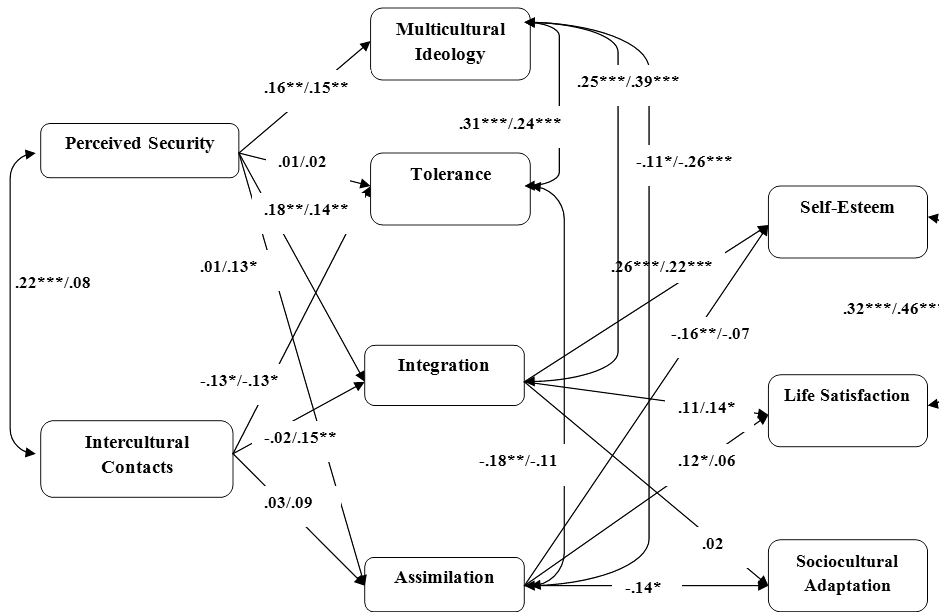 Multicultural
Ideology
.16**/.15**
.25***/.39***
.31***/.24***
Perceived Security
.01/.02
Tolerance
-.11*/-.26***
.18**/.14**
Self-Esteem
.01/.13*
.26***/.22***
.22***/.08
.32***/.46***
-.16**/-.07
Integration
-.13*/-.13*
Life Satisfaction
.11/.14*
Intercultural
Contacts
-.02/.15**
-.18**/-.11
.12*/.06
.03/.09
.02
Sociocultural
Adaptation
Assimilation
-.14*